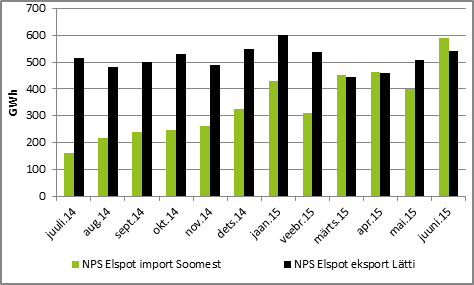 700
600
500
400
300
200
100
0
GWh
juuli.14
aug.14
sept.14
okt.14
nov.14
dets.14
jaan.15
veebr.15
märts.15
apr.15
mai.15
juuni.15
NPS Elspot import Soomest
NPS Elspot eksport Lätti